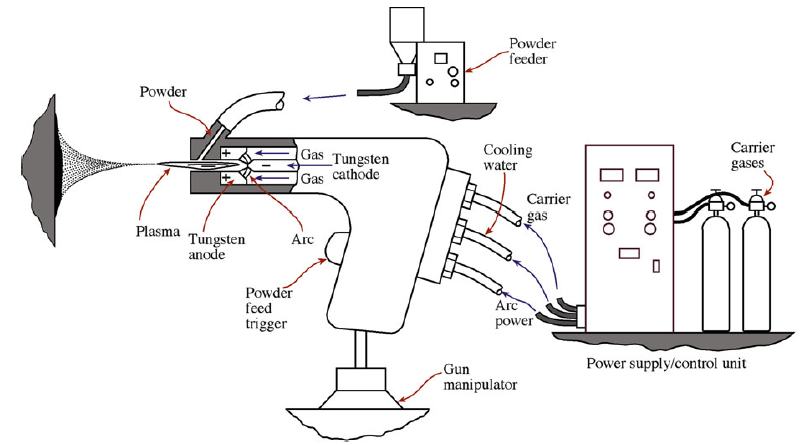 Powder
feeder
Powder
Carrier
gases
Cooling
water
+
Gas
Tungsten
cathode
−
+
Gas
Carrier
gas
Plasma
Tungsten
anode
Arc
Powder
feed
trigger
Arc
power
Power supply/control unit
Gun
manipulator